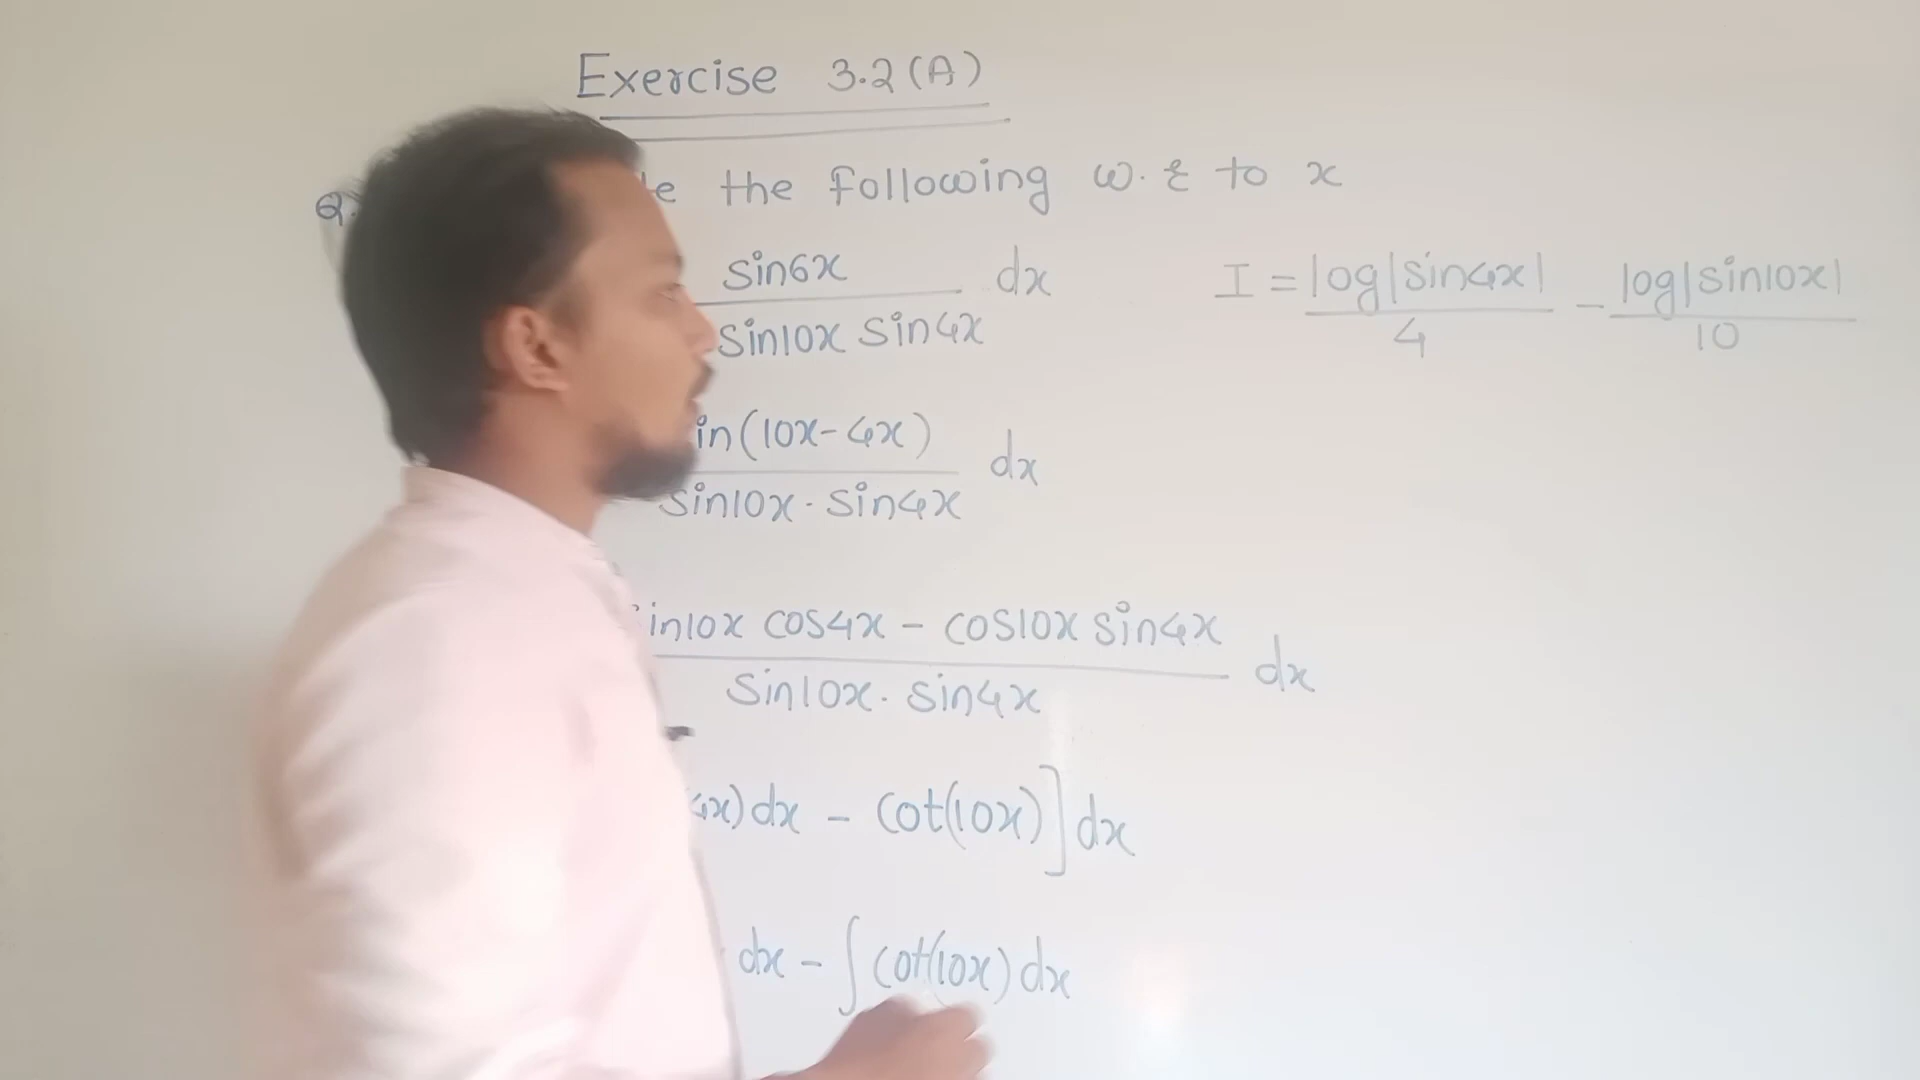 Exercise 3.2(A)
Q. the following w.r to x
sin6x / sin10x sin4x dx
in(10x-4x) / sin10x · sin4x dx
in10x cos4x - cos10x sin4x / sin10x · sin4x dx
4x)dx - cot(10x)]dx
dx - ∫cot(10x)dx
I = log|sin4x| / 4 - log|sin10x| / 10